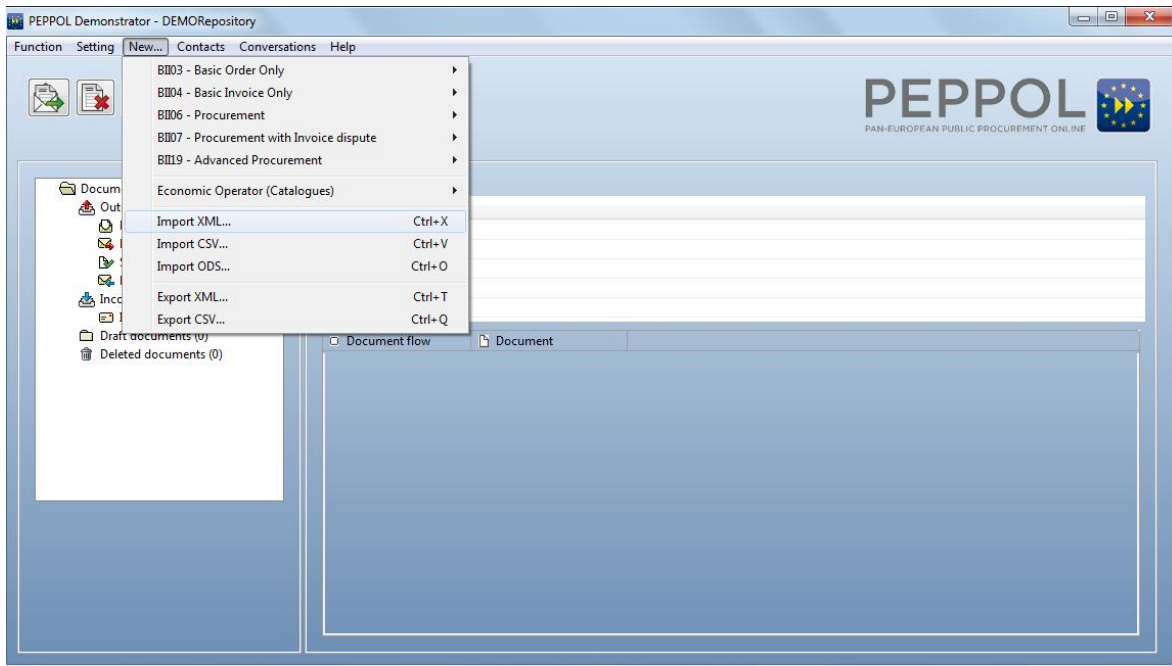 PEPPOL Demonstrator - DEMORepository
Function Setting New... Contacts Conversations Help
BII03 - Basic Order Only
BII04 - Basic Invoice Only
BII06 - Procurement
BII07 - Procurement with Invoice dispute
BII19 - Advanced Procurement
Economic Operator (Catalogues)
Import XML... Ctrl+X
Import CSV... Ctrl+V
Import ODS... Ctrl+O
Export XML... Ctrl+T
Export CSV... Ctrl+Q
PEPPOL
PAN-EUROPEAN PUBLIC PROCUREMENT ONLINE
Docum
Out
Inco
Draft documents (0)
Deleted documents (0)
Document flow Document